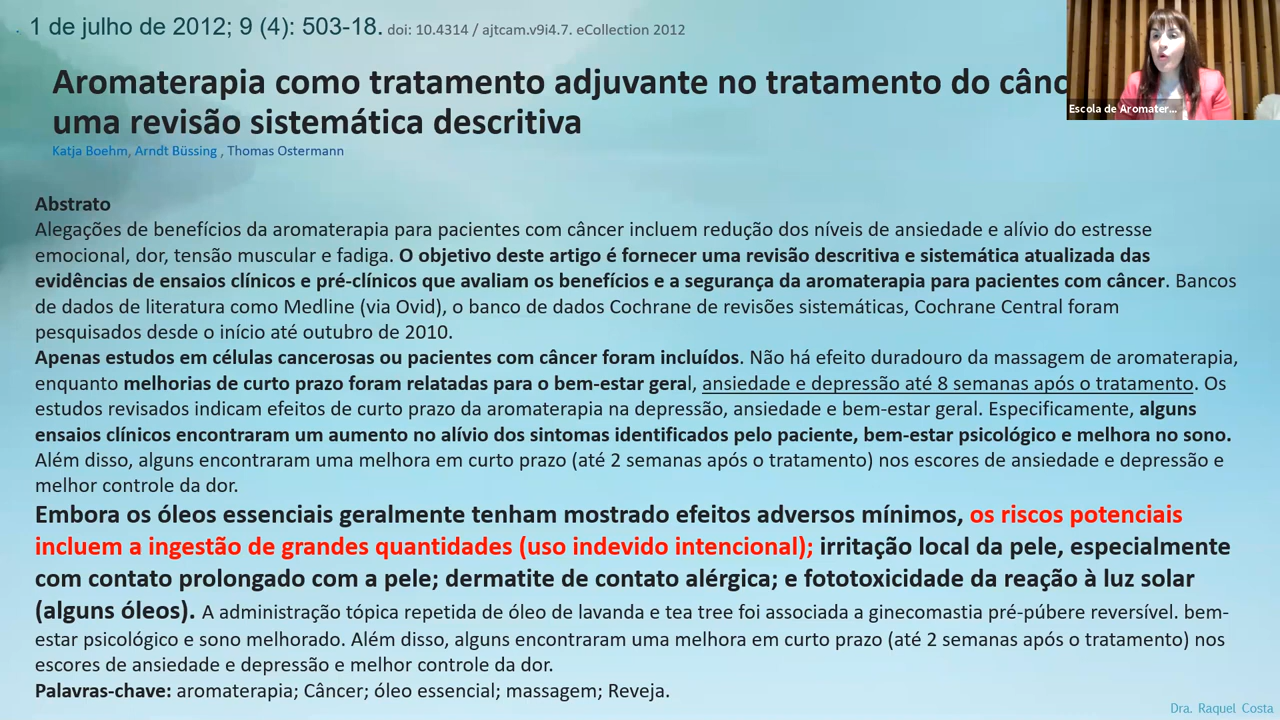 . 1 de julho de 2012; 9 (4): 503-18. doi: 10.4314 / ajtcam.v9i4.7. eCollection 2012
Aromaterapia como tratamento adjuvante no tratamento do cânc
uma revisão sistemática descritiva
Katja Boehm, Arndt Büssing , Thomas Ostermann
Escola de Aromater...
Abstrato
Alegações de benefícios da aromaterapia para pacientes com câncer incluem redução dos níveis de ansiedade e alívio do estresse
emocional, dor, tensão muscular e fadiga. O objetivo deste artigo é fornecer uma revisão descritiva e sistemática atualizada das
evidências de ensaios clínicos e pré-clínicos que avaliam os benefícios e a segurança da aromaterapia para pacientes com câncer. Bancos
de dados de literatura como Medline (via Ovid), o banco de dados Cochrane de revisões sistemáticas, Cochrane Central foram
pesquisados desde o início até outubro de 2010.
Apenas estudos em células cancerosas ou pacientes com câncer foram incluídos. Não há efeito duradouro da massagem de aromaterapia,
enquanto melhorias de curto prazo foram relatadas para o bem-estar geral, ansiedade e depressão até 8 semanas após o tratamento. Os
estudos revisados indicam efeitos de curto prazo da aromaterapia na depressão, ansiedade e bem-estar geral. Especificamente, alguns
ensaios clínicos encontraram um aumento no alívio dos sintomas identificados pelo paciente, bem-estar psicológico e melhora no sono.
Além disso, alguns encontraram uma melhora em curto prazo (até 2 semanas após o tratamento) nos escores de ansiedade e depressão e
melhor controle da dor.
Embora os óleos essenciais geralmente tenham mostrado efeitos adversos mínimos, os riscos potenciais
incluem a ingestão de grandes quantidades (uso indevido intencional); irritação local da pele, especialmente
com contato prolongado com a pele; dermatite de contato alérgica; e fototoxicidade da reação à luz solar
(alguns óleos). A administração tópica repetida de óleo de lavanda e tea tree foi associada a ginecomastia pré-púbere reversível. bem-
estar psicológico e sono melhorado. Além disso, alguns encontraram uma melhora em curto prazo (até 2 semanas após o tratamento) nos
escores de ansiedade e depressão e melhor controle da dor.
Palavras-chave: aromaterapia; Câncer; óleo essencial; massagem; Reveja.
Dra. Raquel Costa